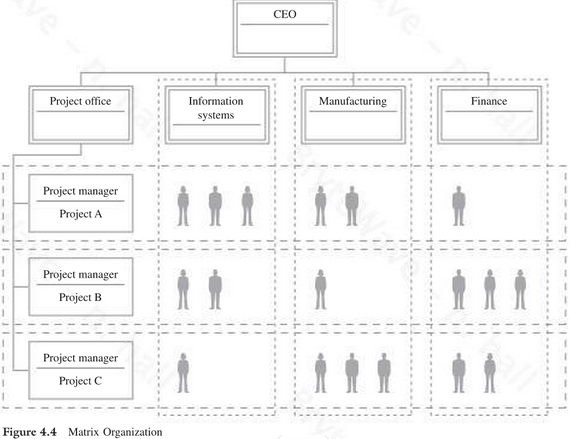 CEO
Project office
Information
systems
Manufacturing
Finance
Project manager
Project A
Project manager
Project B
Project manager
Project C
Figure 4.4 Matrix Organization